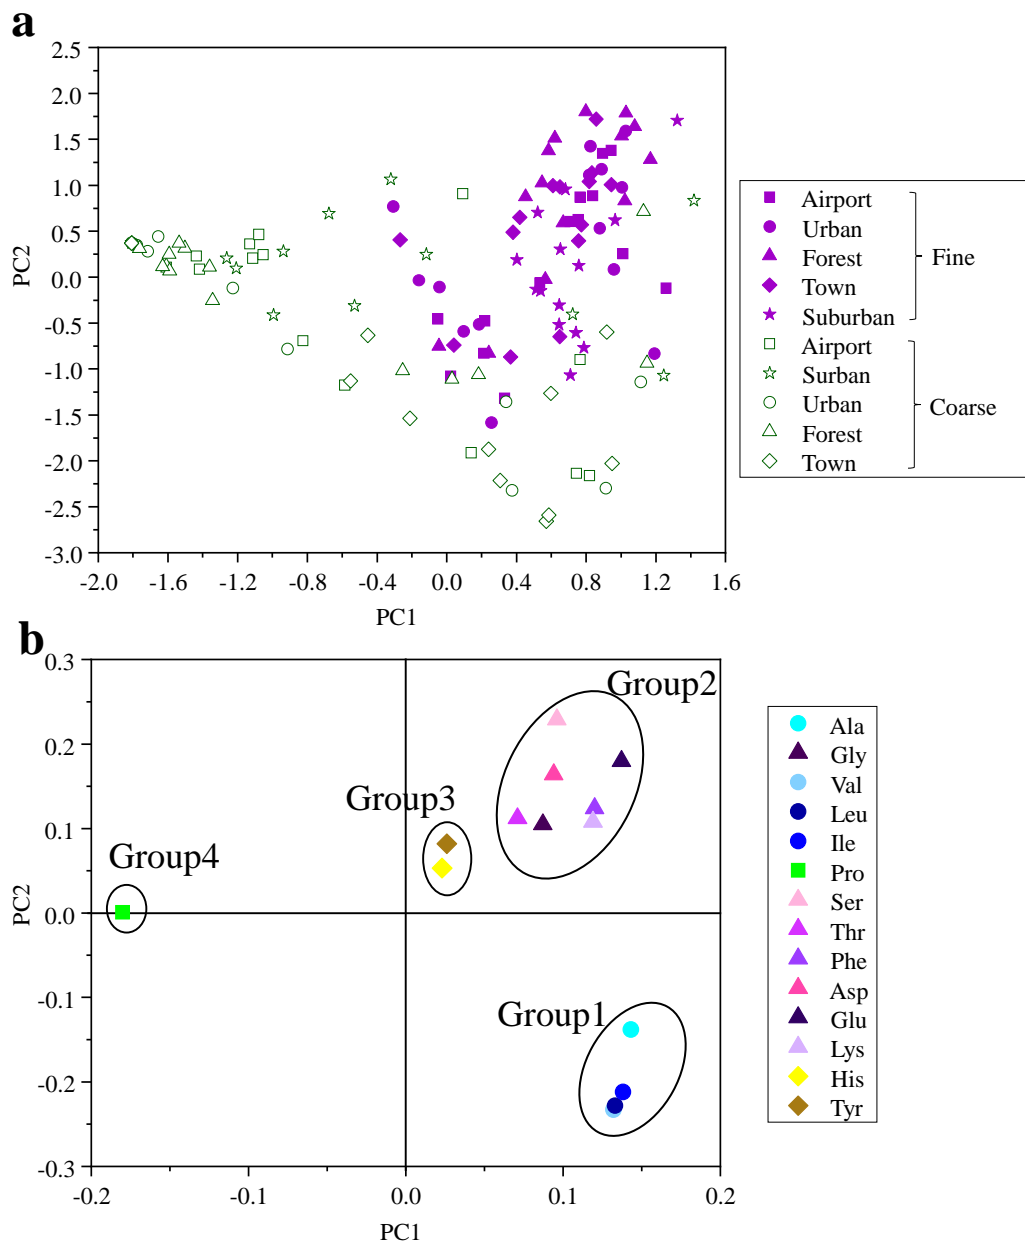 a
2.5
2.0
1.5
1.0
0.5
0.0
-0.5
-1.0
-1.5
-2.0
-2.5
-3.0
PC2
-2.0 -1.6 -1.2 -0.8 -0.4 0.0 0.4 0.8 1.2 1.6
PC1
Airport
Urban
Forest
Town
Suburban
Fine
Airport
Surban
Urban
Forest
Town
Coarse
b
0.3
0.2
0.1
0.0
-0.1
-0.2
-0.3
PC2
Group2
Group3
Group4
Group1
-0.2 -0.1 0.0 0.1 0.2
PC1
Ala
Gly
Val
Leu
Ile
Pro
Ser
Thr
Phe
Asp
Glu
Lys
His
Tyr